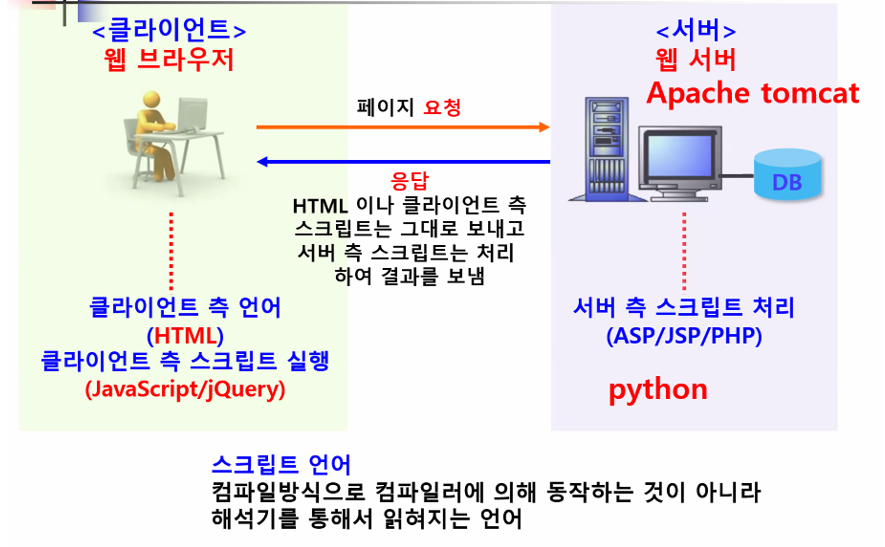 <클라이언트>
웹 브라우저
페이지 요청
응답
HTML 이나 클라이언트 측
스크립트는 그대로 보내고
서버 측 스크립트는 처리
하여 결과를 보냄
<서버>
웹 서버
Apache tomcat
DB
클라이언트 측 언어
(HTML)
클라이언트 측 스크립트 실행
(JavaScript/jQuery)
서버 측 스크립트 처리
(ASP/JSP/PHP)
python
스크립트 언어
컴파일방식으로 컴파일러에 의해 동작하는 것이 아니라
해석기를 통해서 읽혀지는 언어